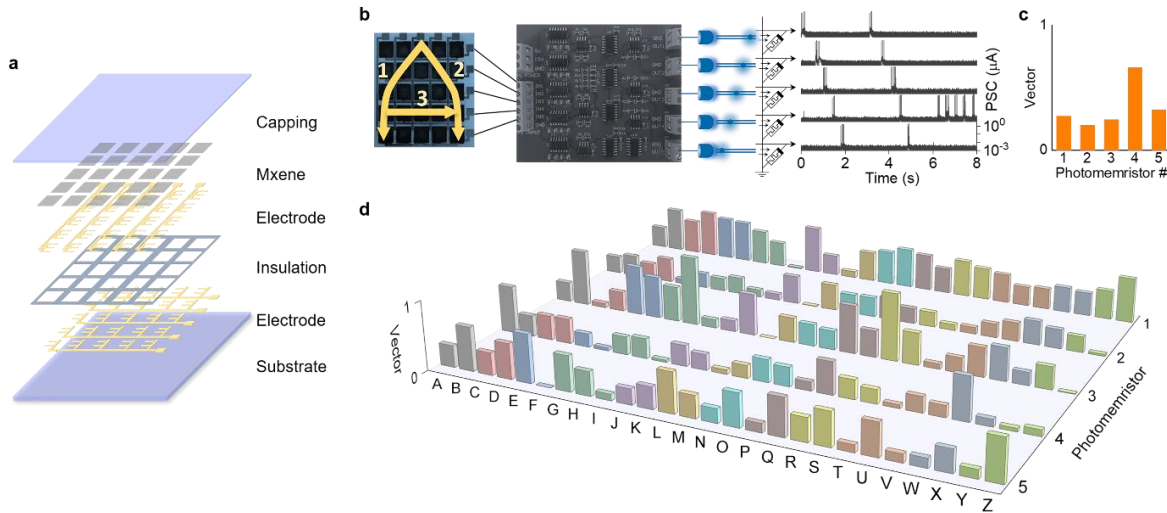 a
Capping
Mxene
Electrode
Insulation
Electrode
Substrate
b
1 2
3
PSC (µA)
10⁰
10⁻³
0 2 4 6 8
Time (s)
c
1
Vector
0
1 2 3 4 5
Photomemristor #
d
1
Vector
0
A B C D E F G H I J K L M N O P Q R S T U V W X Y Z
1
2
3
4
5
Photomemristor